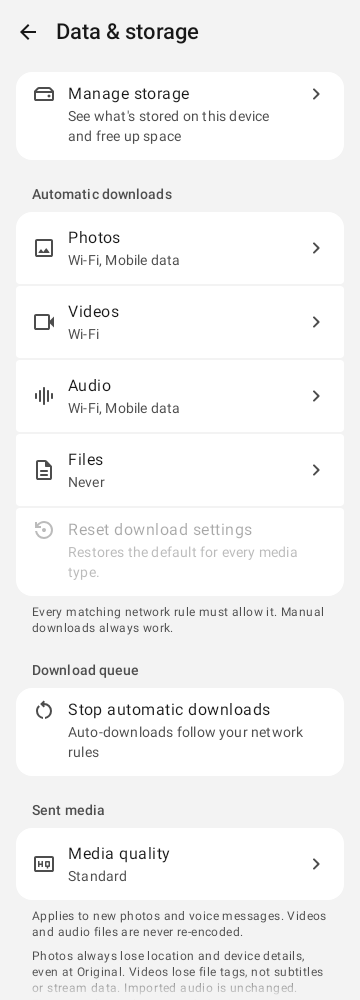 Data & storage
Manage storage
See what's stored on this device
and free up space
Automatic downloads
Photos
Wi-Fi, Mobile data
Videos
Wi-Fi
Audio
Wi-Fi, Mobile data
Files
Never
Reset download settings
Restores the default for every media
type.
Every matching network rule must allow it. Manual
downloads always work.
Download queue
Stop automatic downloads
Auto-downloads follow your network
rules
Sent media
HQ
Media quality
Standard
Applies to new photos and voice messages. Videos
and audio files are never re-encoded.
Photos always lose location and device details,
even at Original. Videos lose file tags, not subtitles
or stream data. Imported audio is unchanged.